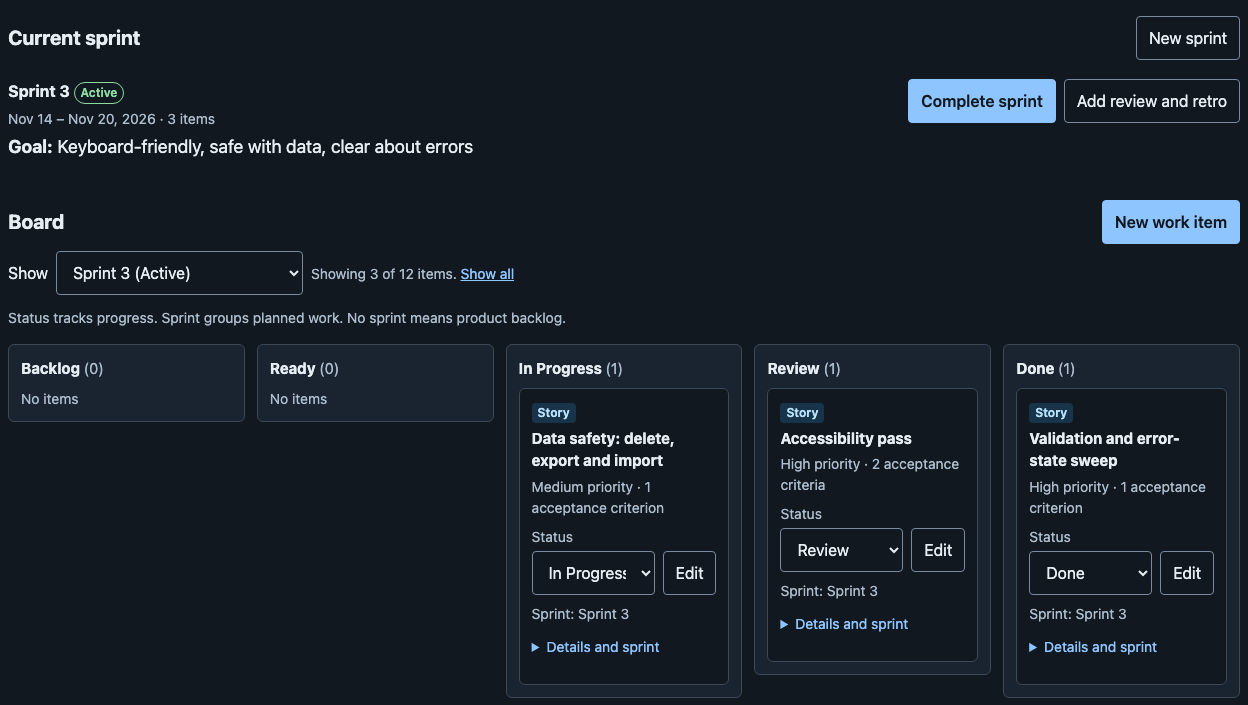 Current sprint
New sprint
Sprint 3 Active
Complete sprint
Add review and retro
Nov 14 – Nov 20, 2026 · 3 items
Goal: Keyboard-friendly, safe with data, clear about errors
Board
New work item
Show
Sprint 3 (Active)
Showing 3 of 12 items. Show all
Status tracks progress. Sprint groups planned work. No sprint means product backlog.
Backlog (0)
No items
Ready (0)
No items
In Progress (1)
Story
Data safety: delete,
export and import
Medium priority · 1
acceptance criterion
Status
In Progress
Edit
Sprint: Sprint 3
Details and sprint
Review (1)
Story
Accessibility pass
High priority · 2 acceptance
criteria
Status
Review
Edit
Sprint: Sprint 3
Details and sprint
Done (1)
Story
Validation and error-
state sweep
High priority · 1 acceptance
criterion
Status
Done
Edit
Sprint: Sprint 3
Details and sprint